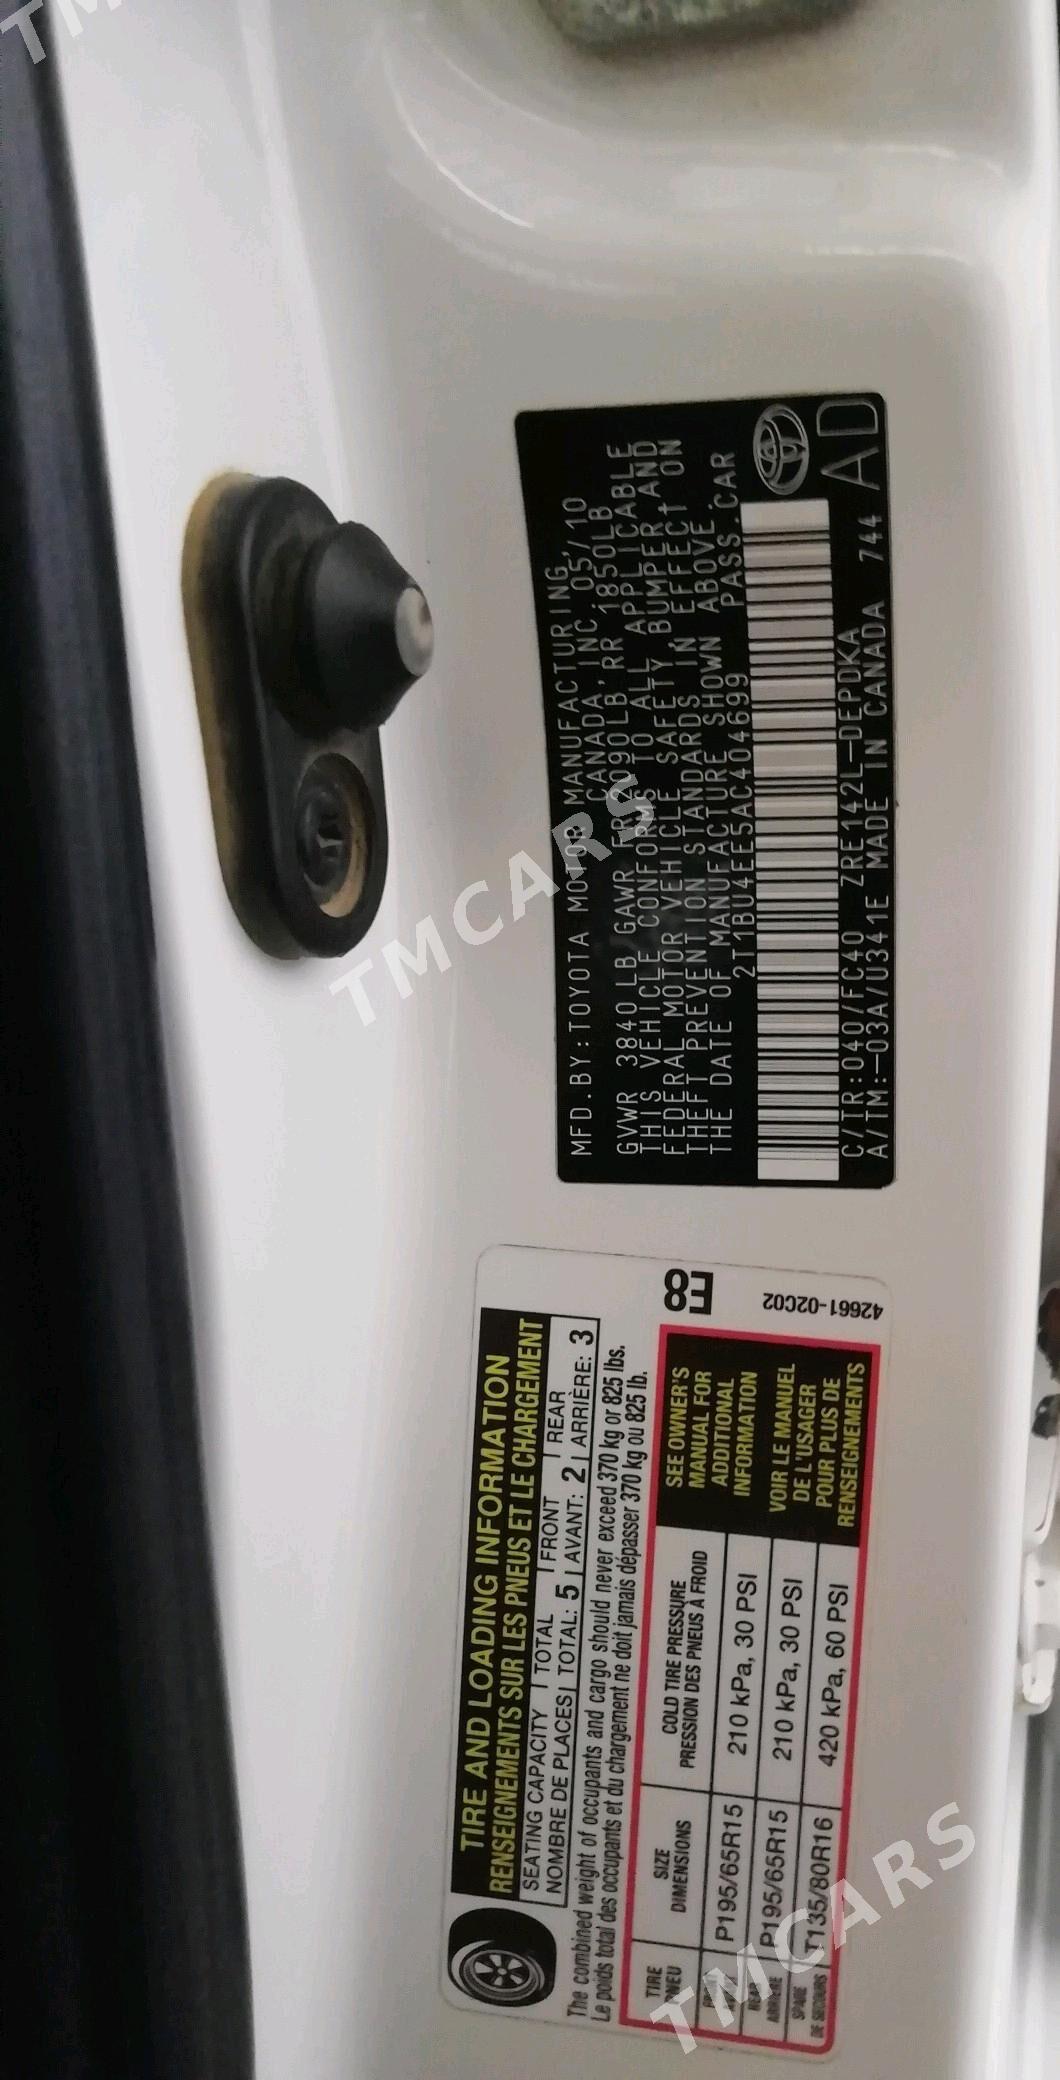 MFD.BY:TOYOTA MOTOR MANUFACTURING,
CANADA, INC. 05/10
GVWR 3840 LB GAWR FR 2090LB,RR 1850LB
THIS VEHICLE CONFORMS TO ALL APPLICABLE
FEDERAL MOTOR VEHICLE SAFETY, BUMPER, AND
THEFT PREVENTION STANDARDS IN EFFECT ON
THE DATE OF MANUFACTURE SHOWN ABOVE.
2T1BU4EE5AC404699 PASS.CAR
C/TR:040/FC40 ZRE142L-DEPDKA
A/TM:-03A/U341E MADE IN CANADA 744 AD
TIRE AND LOADING INFORMATION
RENSEIGNEMENTS SUR LES PNEUS ET LE CHARGEMENT
SEATING CAPACITY TOTAL FRONT REAR
NOMBRE DE PLACES TOTAL: 5 AVANT: 2 ARRIÈRE: 3
The combined weight of occupants and cargo should never exceed 370 kg or 825 lbs.
Le poids total des occupants et du chargement ne doit jamais dépasser 370 kg ou 825 lb.
E8
42661-02C02
TIRE SIZE COLD TIRE PRESSURE
PNEU DIMENSIONS PRESSION DES PNEUS À FROID
P195/65R15 210 kPa, 30 PSI
REAR
ARRIÈRE P195/65R15 210 kPa, 30 PSI
SPARE
DE SECOURS T135/80R16 420 kPa, 60 PSI
SEE OWNER'S
MANUAL FOR
ADDITIONAL
INFORMATION
VOIR LE MANUEL
DE L'USAGER
POUR PLUS DE
RENSEIGNEMENTS
TMCARS
TMCARS